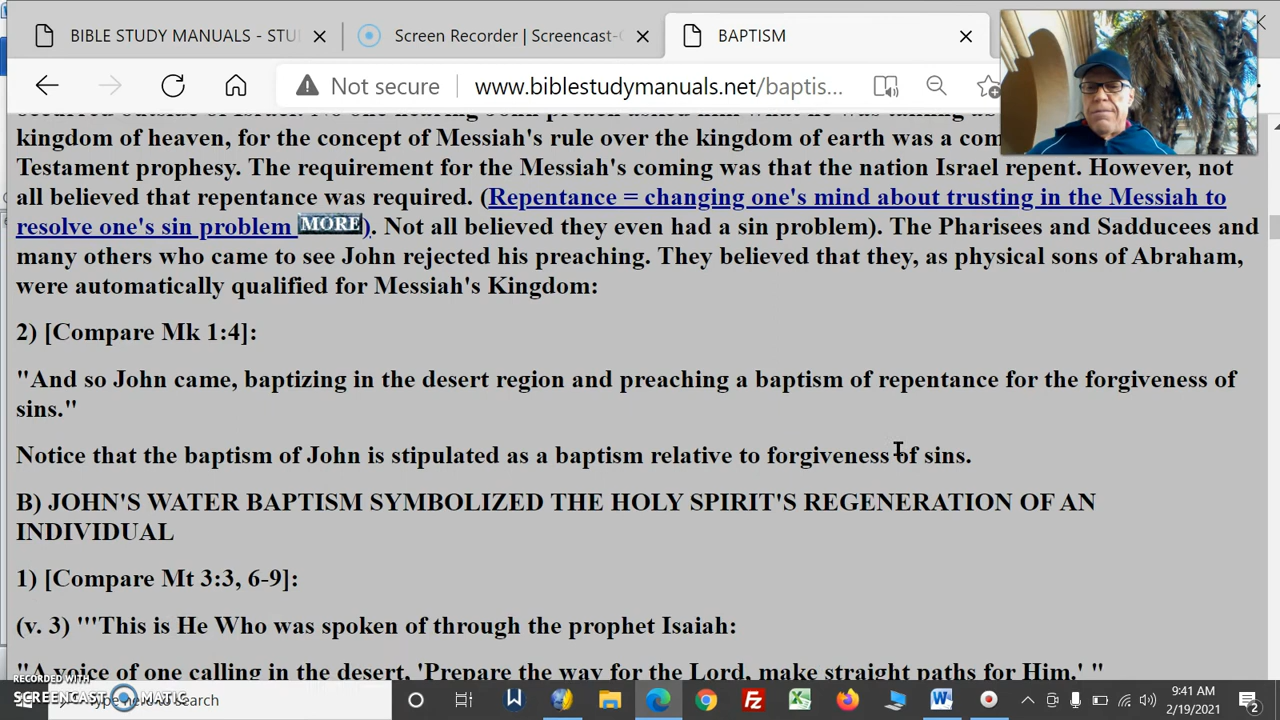 BIBLE STUDY MANUALS - STU
Screen Recorder | Screencast-O
BAPTISM
Not secure
www.biblestudymanuals.net/baptis...
kingdom of heaven, for the concept of Messiah's rule over the kingdom of earth was a com
Testament prophesy. The requirement for the Messiah's coming was that the nation Israel repent. However, not
all believed that repentance was required. (Repentance = changing one's mind about trusting in the Messiah to
resolve one's sin problem MORE). Not all believed they even had a sin problem). The Pharisees and Sadducees and
many others who came to see John rejected his preaching. They believed that they, as physical sons of Abraham,
were automatically qualified for Messiah's Kingdom:
2) [Compare Mk 1:4]:
"And so John came, baptizing in the desert region and preaching a baptism of repentance for the forgiveness of
sins."
Notice that the baptism of John is stipulated as a baptism relative to forgiveness of sins.
B) JOHN'S WATER BAPTISM SYMBOLIZED THE HOLY SPIRIT'S REGENERATION OF AN
INDIVIDUAL
1) [Compare Mt 3:3, 6-9]:
(v. 3) "'This is He Who was spoken of through the prophet Isaiah:
"A voice of one calling in the desert, 'Prepare the way for the Lord, make straight paths for Him.' "
RECORDED WITH
SCREENCAST MATIC
Type here to search
9:41 AM
2/19/2021
2